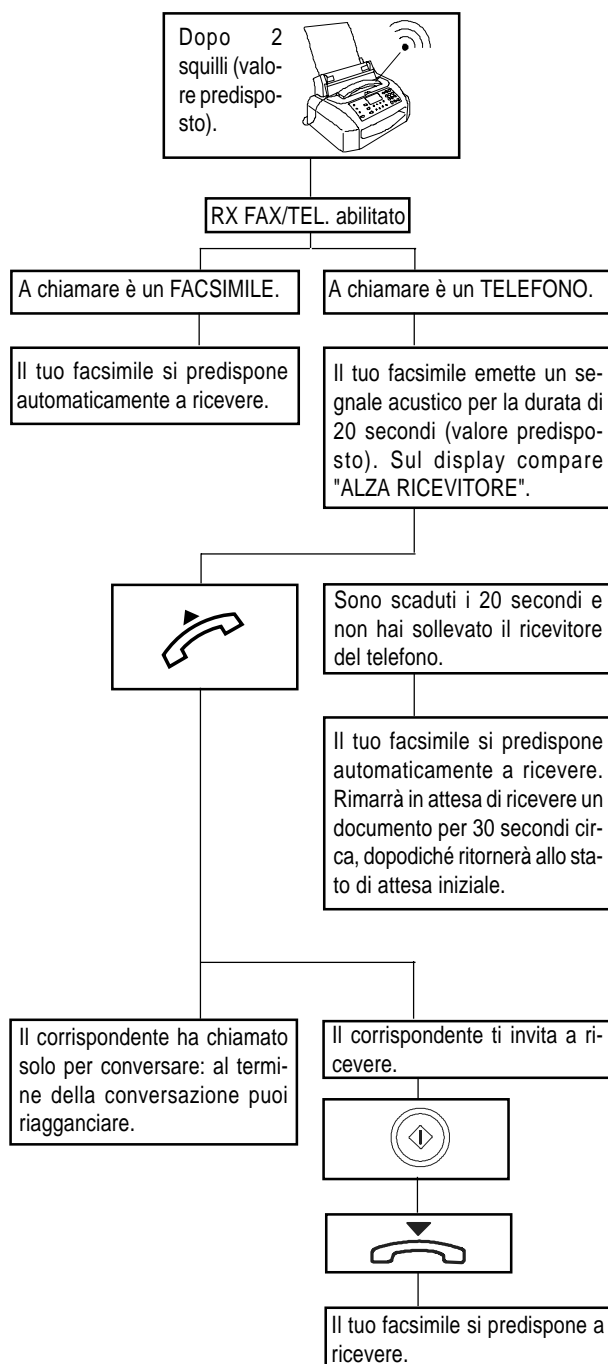 Dopo 2
squilli (valo-
re predispo-
sto).
RX FAX/TEL. abilitato
A chiamare è un FACSIMILE.
A chiamare è un TELEFONO.
Il tuo facsimile si predispone
automaticamente a ricevere.
Il tuo facsimile emette un se-
gnale acustico per la durata di
20 secondi (valore predispo-
sto). Sul display compare
"ALZA RICEVITORE".
Sono scaduti i 20 secondi e
non hai sollevato il ricevitore
del telefono.
Il tuo facsimile si predispone
automaticamente a ricevere.
Rimarrà in attesa di ricevere un
documento per 30 secondi cir-
ca, dopodiché ritornerà allo sta-
to di attesa iniziale.
Il corrispondente ha chiamato
solo per conversare: al termi-
ne della conversazione puoi
riagganciare.
Il corrispondente ti invita a ri-
cevere.
Il tuo facsimile si predispone a
ricevere.